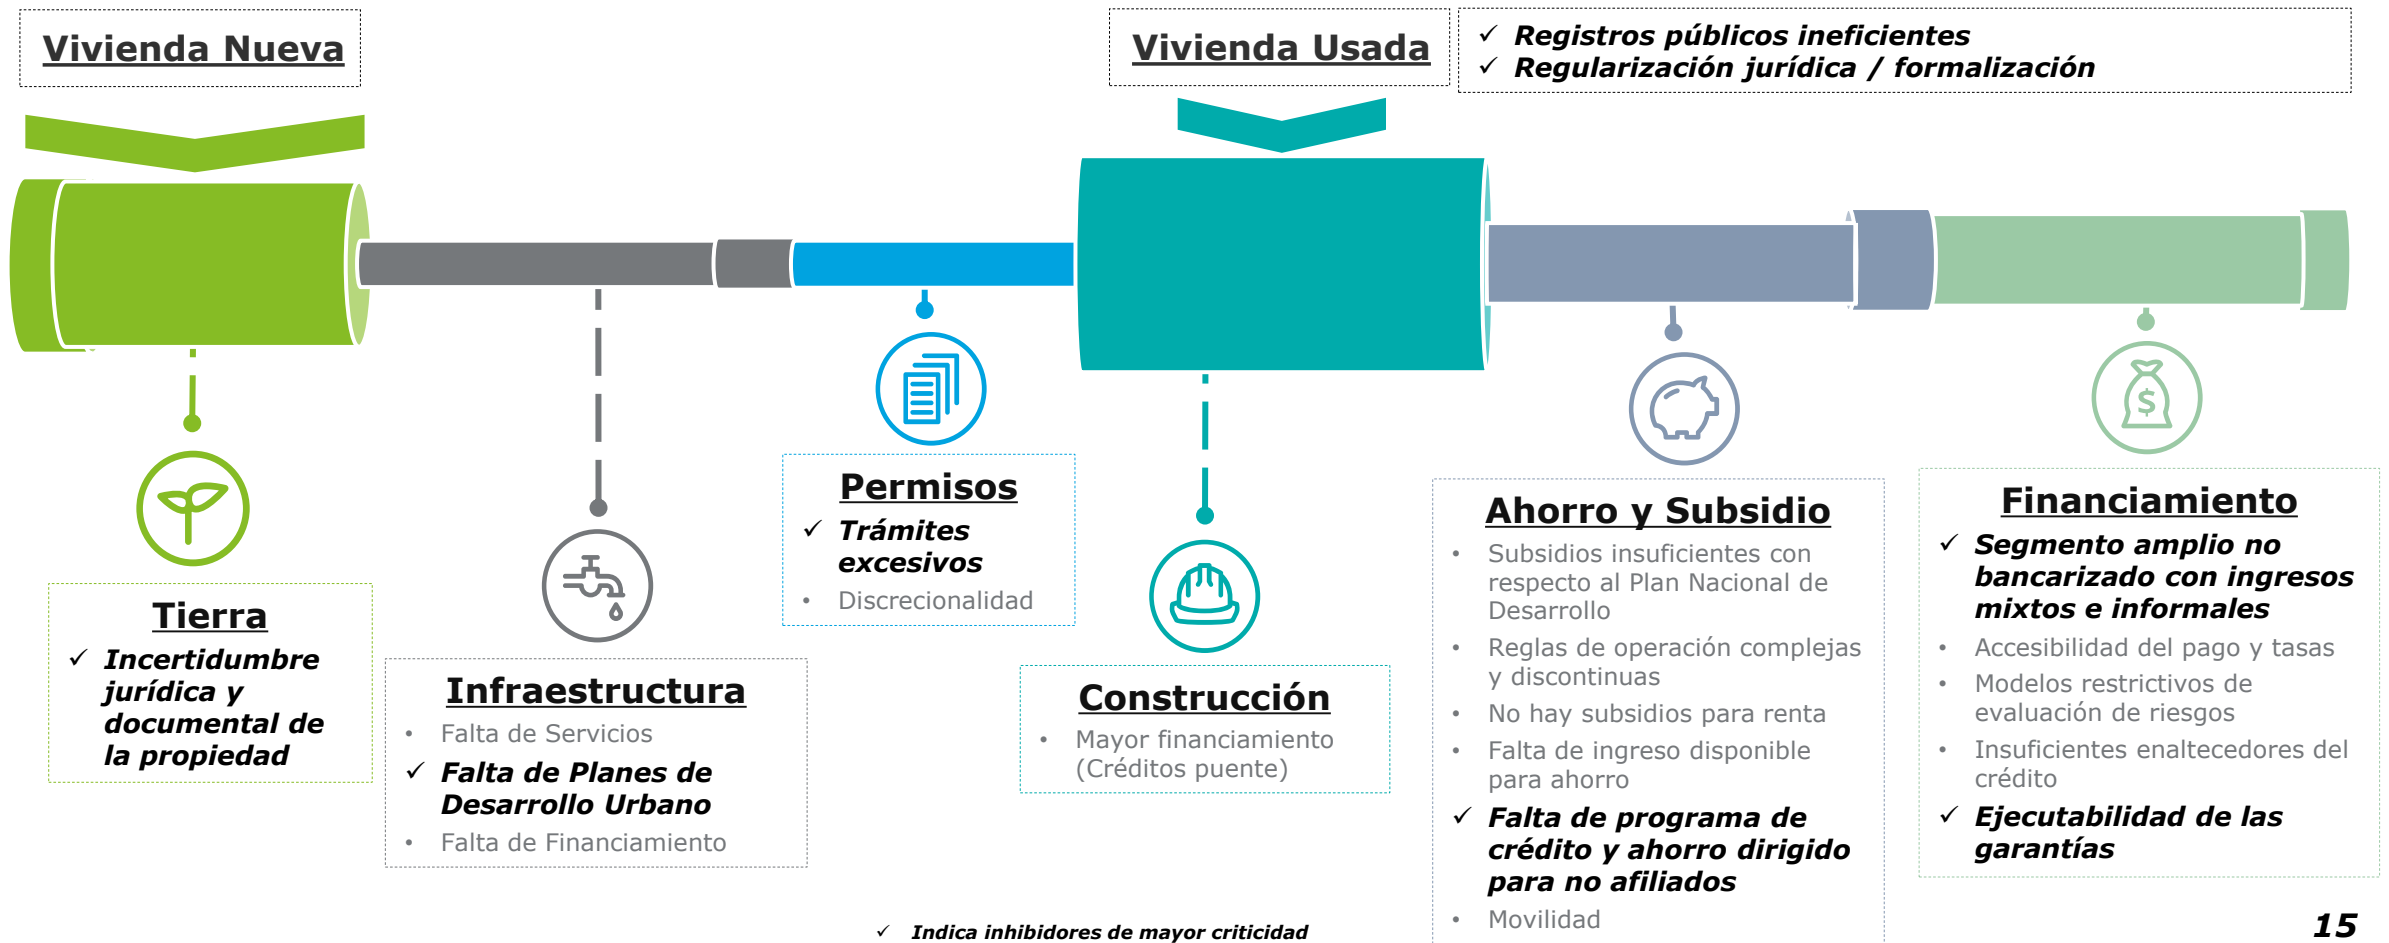 Vivienda Nueva
Vivienda Usada
✓ Registros públicos ineficientes
✓ Regularización jurídica / formalización
Tierra
✓ Incertidumbre
jurídica y
documental de
la propiedad
Infraestructura
• Falta de Servicios
✓ Falta de Planes de
Desarrollo Urbano
• Falta de Financiamiento
Permisos
✓ Trámites
excesivos
• Discrecionalidad
Construcción
• Mayor financiamiento
(Créditos puente)
Ahorro y Subsidio
• Subsidios insuficientes con
respecto al Plan Nacional de
Desarrollo
• Reglas de operación complejas
y discontinuas
• No hay subsidios para renta
• Falta de ingreso disponible
para ahorro
✓ Falta de programa de
crédito y ahorro dirigido
para no afiliados
• Movilidad
$
Financiamiento
✓ Segmento amplio no
bancarizado con ingresos
mixtos e informales
• Accesibilidad del pago y tasas
• Modelos restrictivos de
evaluación de riesgos
• Insuficientes enaltecedores del
crédito
✓ Ejecutabilidad de las
garantías
✓ Indica inhibidores de mayor criticidad
15